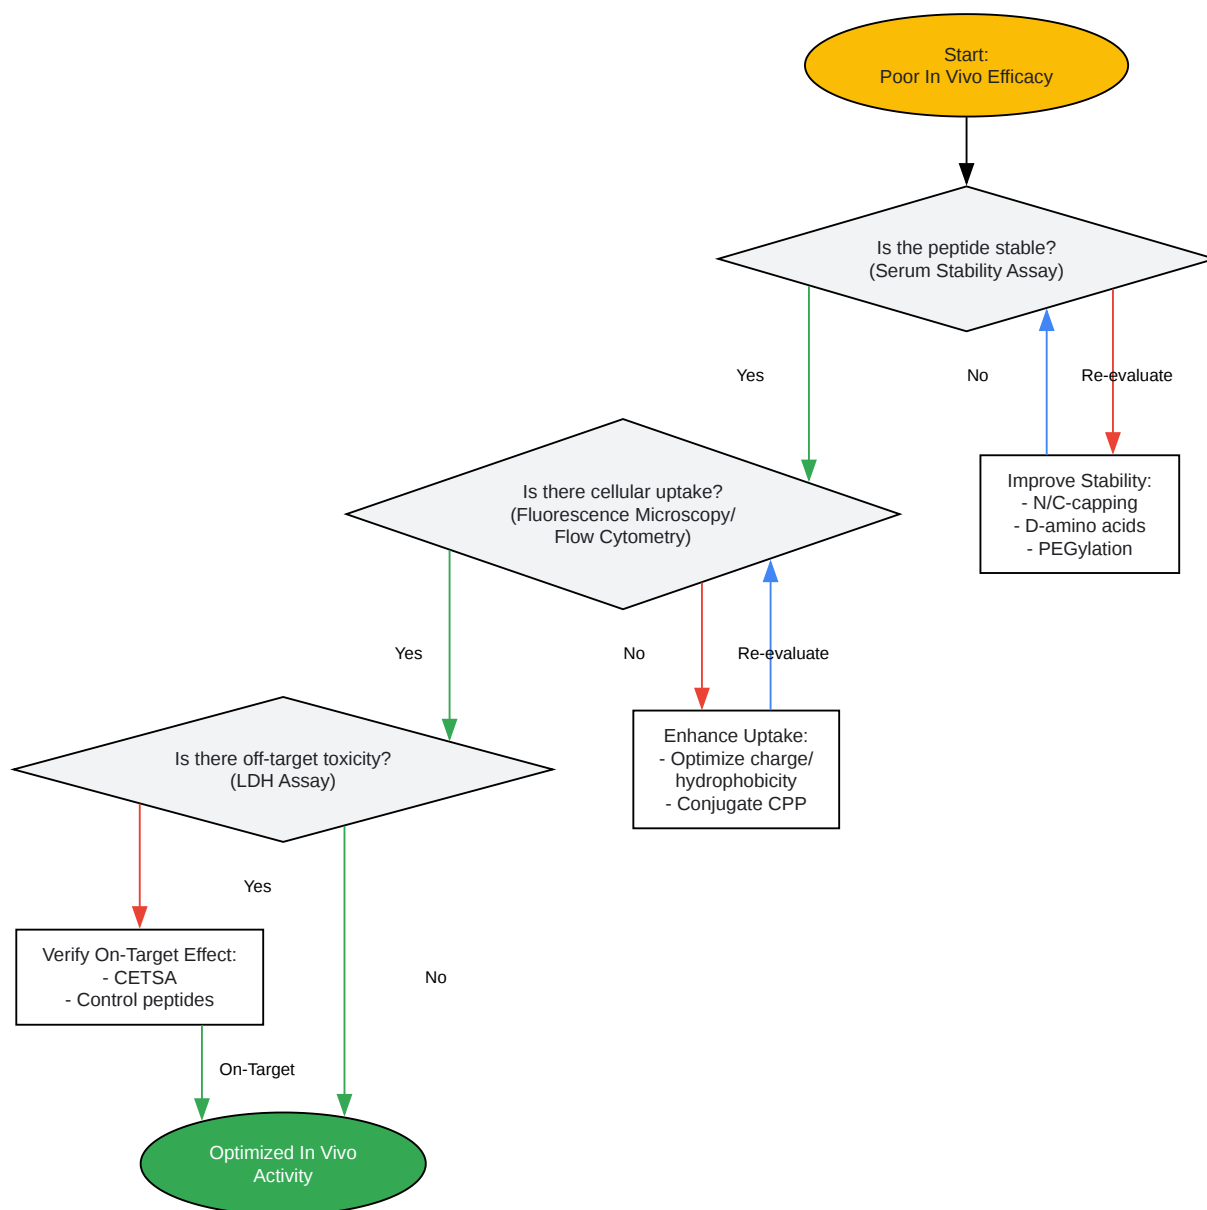 Start:
Poor In Vivo Efficacy
Is the peptide stable?
(Serum Stability Assay)
Yes
No
Re-evaluate
Improve Stability:
- N/C-capping
- D-amino acids
- PEGylation
Is there cellular uptake?
(Fluorescence Microscopy/
Flow Cytometry)
Yes
No
Re-evaluate
Enhance Uptake:
- Optimize charge/
hydrophobicity
- Conjugate CPP
Is there off-target toxicity?
(LDH Assay)
Yes
No
Verify On-Target Effect:
- CETSA
- Control peptides
On-Target
Optimized In Vivo
Activity